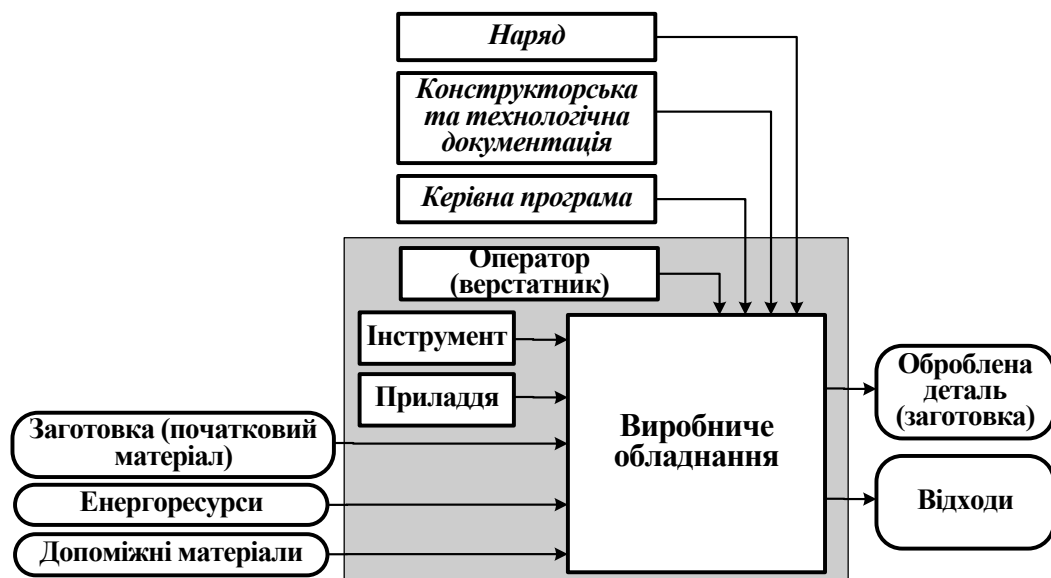 Наряд
Конструкторська
та технологічна
документація
Керівна програма
Оператор
(верстатник)
Інструмент
Приладдя
Заготовка (початковий
матеріал)
Енергоресурси
Допоміжні матеріали
Виробниче
обладнання
Оброблена
деталь
(заготовка)
Відходи